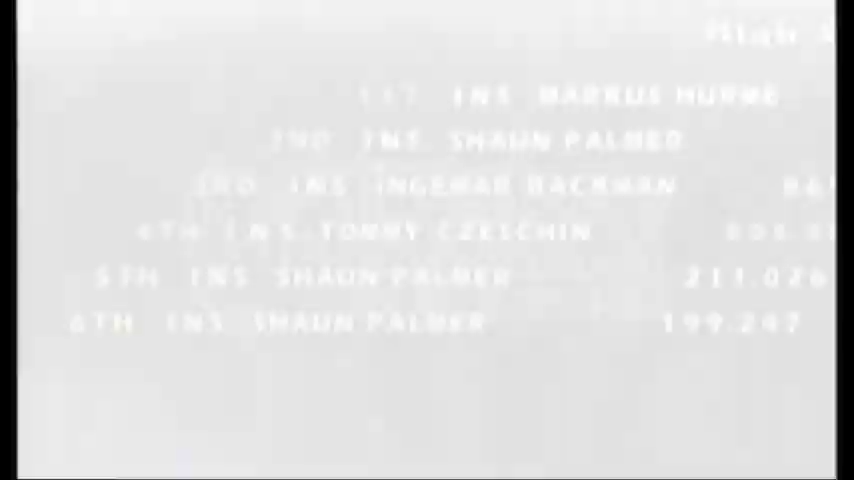 High
1ST INS MARKUS HURME
2ND INS SHAUN PALMER
3RD INS INGEMAR BACKMAN
4TH INS TOMMY CZESCHIN
5TH INS SHAUN PALMER 211.026
6TH INS SHAUN PALMER 199.247